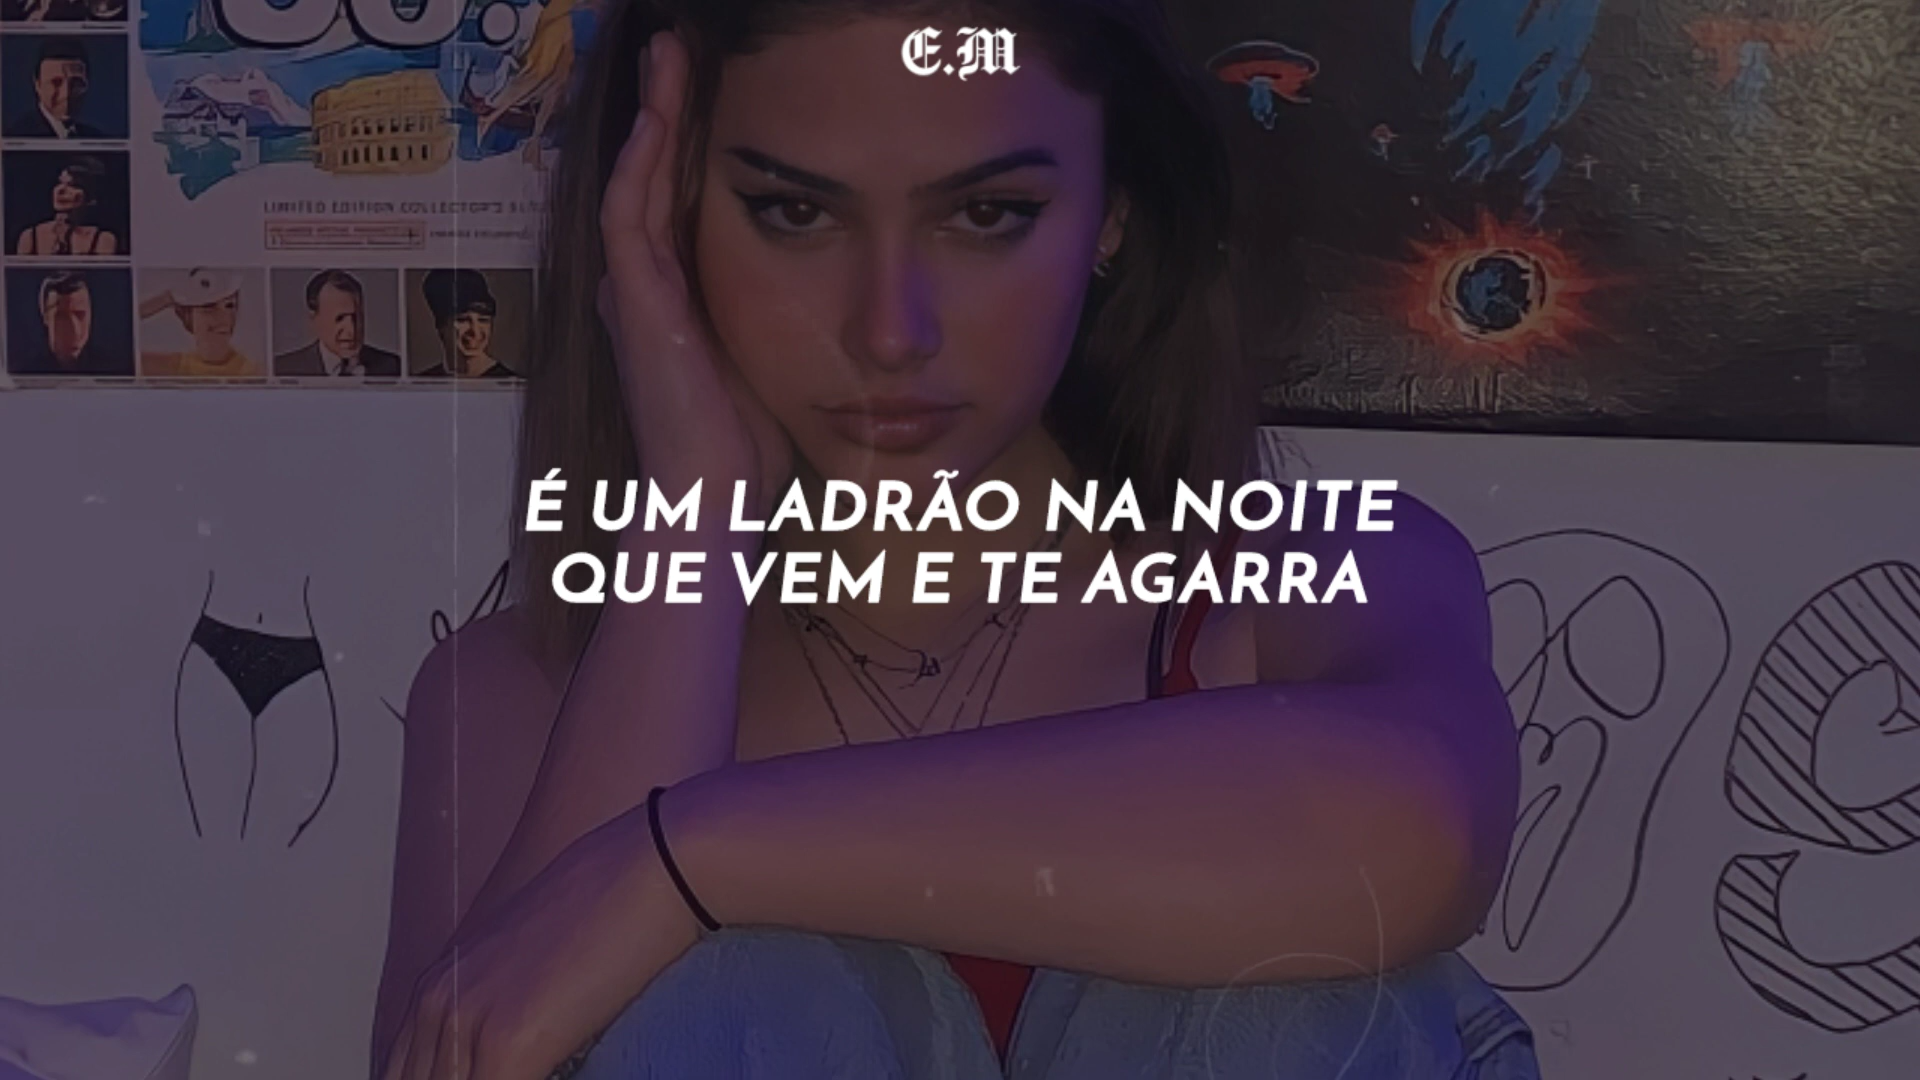 E.M
LIMITED EDITION COLLECTOR'S
É UM LADRÃO NA NOITE
QUE VEM E TE AGARRA